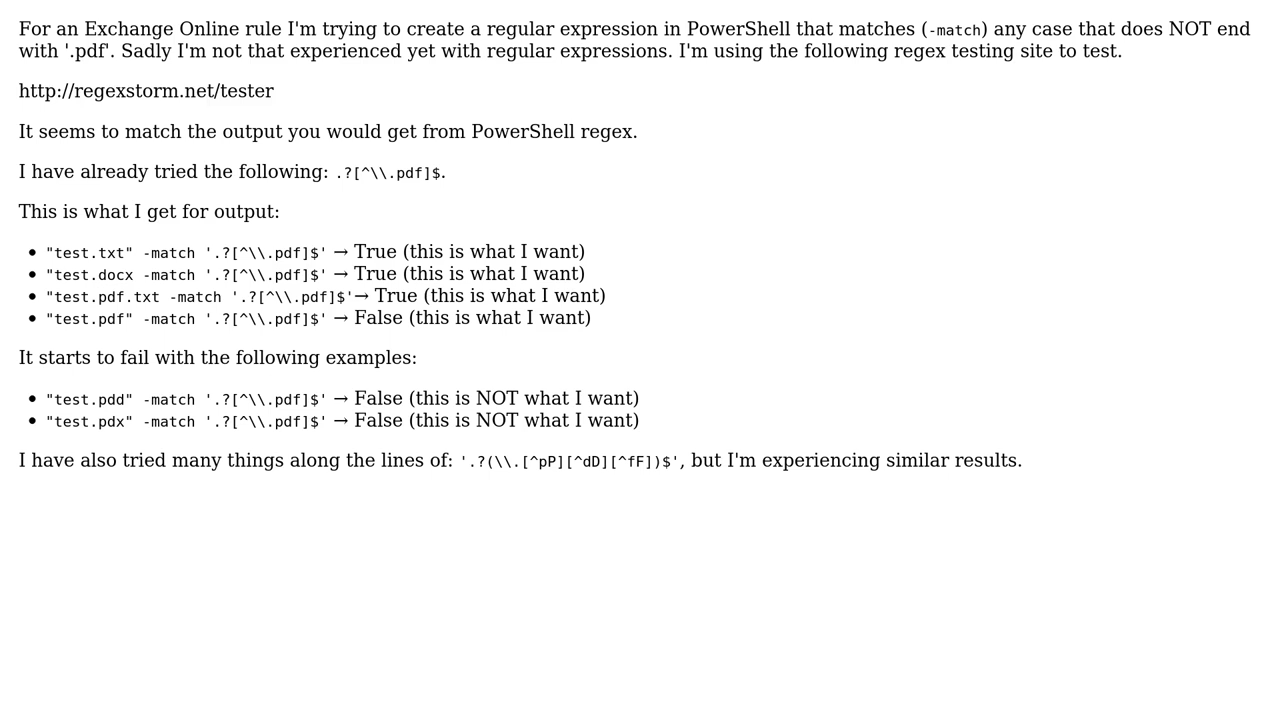 For an Exchange Online rule I'm trying to create a regular expression in PowerShell that matches (-match) any case that does NOT end
with '.pdf'. Sadly I'm not that experienced yet with regular expressions. I'm using the following regex testing site to test.
http://regexstorm.net/tester
It seems to match the output you would get from PowerShell regex.
I have already tried the following: .?[^\\.pdf]$.
This is what I get for output:
• "test.txt" -match '.?[^\\.pdf]$' → True (this is what I want)
• "test.docx -match '.?[^\\.pdf]$' → True (this is what I want)
• "test.pdf.txt -match '.?[^\\.pdf]$'→ True (this is what I want)
• "test.pdf" -match '.?[^\\.pdf]$' → False (this is what I want)
It starts to fail with the following examples:
• "test.pdd" -match '.?[^\\.pdf]$' → False (this is NOT what I want)
• "test.pdx" -match '.?[^\\.pdf]$' → False (this is NOT what I want)
I have also tried many things along the lines of: '.?(\\.[^pP][^dD][^fF])$', but I'm experiencing similar results.